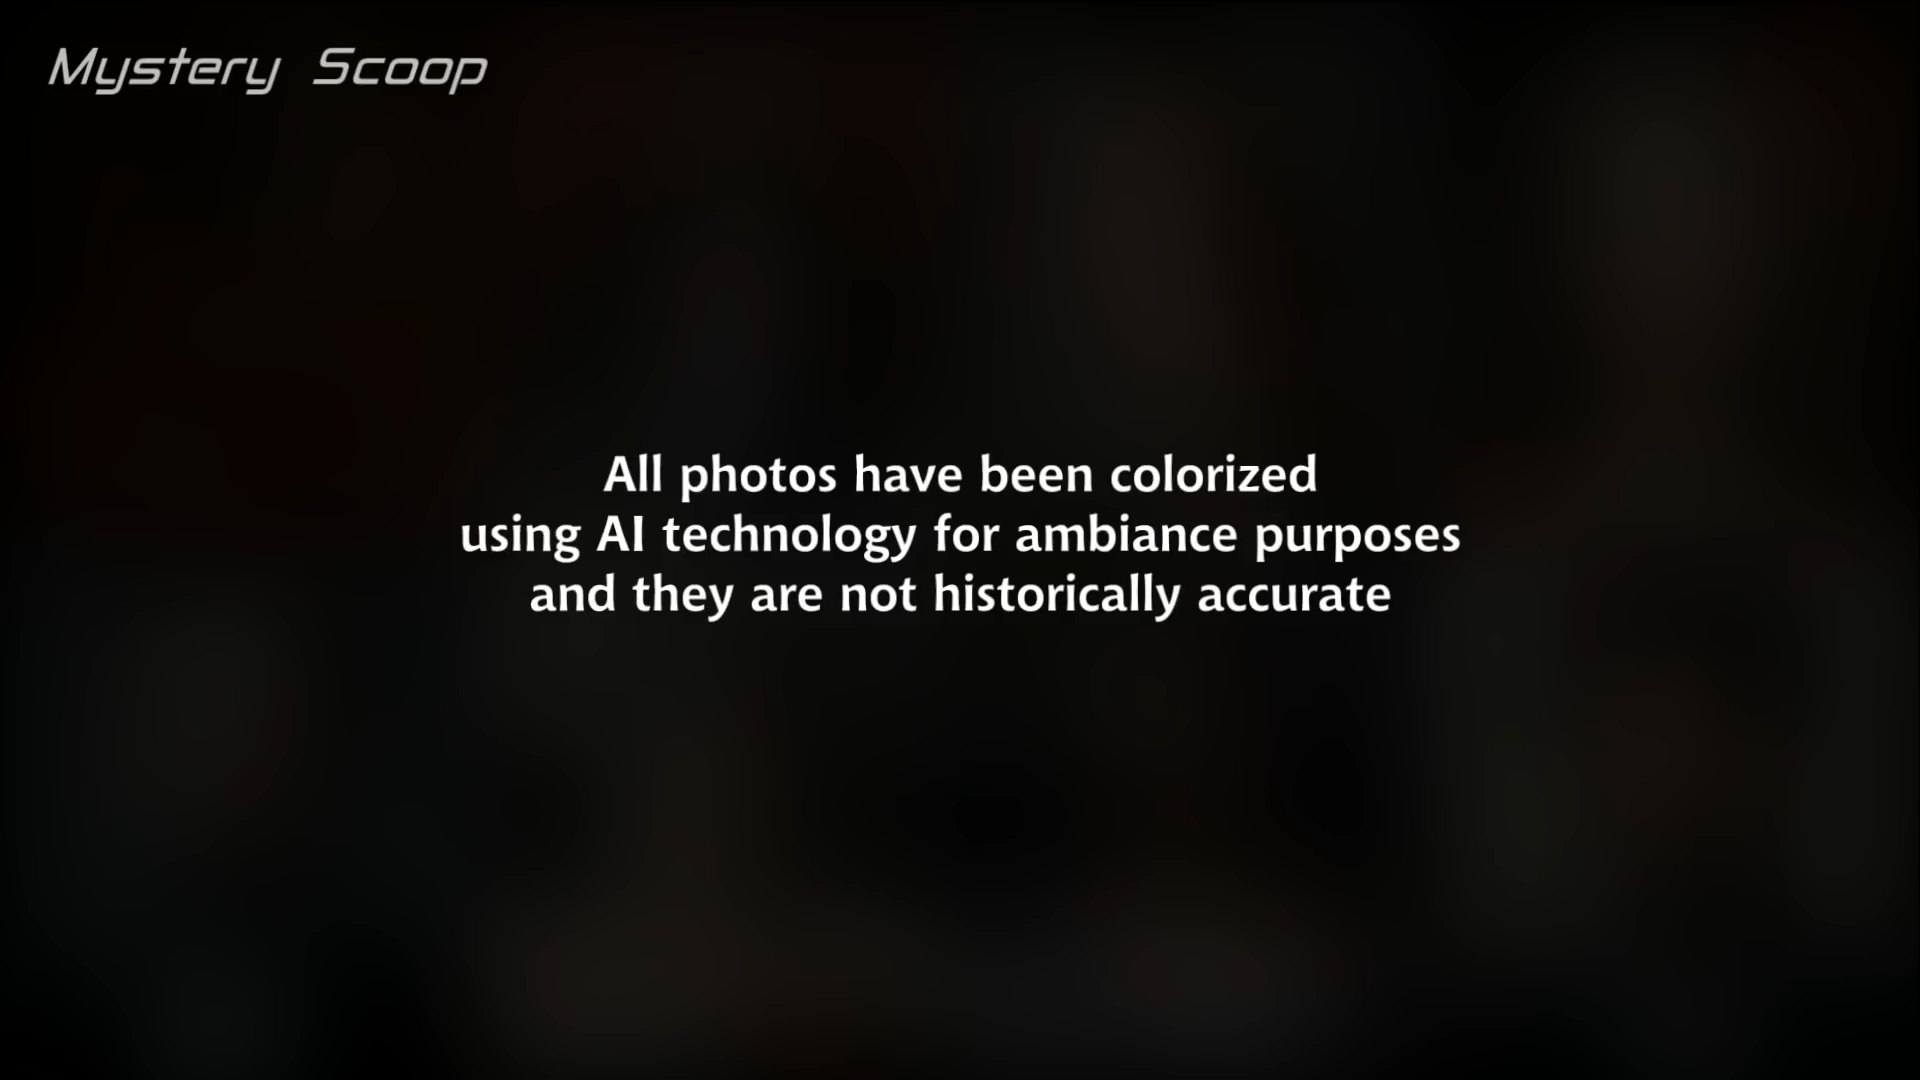 Mystery Scoop
All photos have been colorized
using AI technology for ambiance purposes
and they are not historically accurate